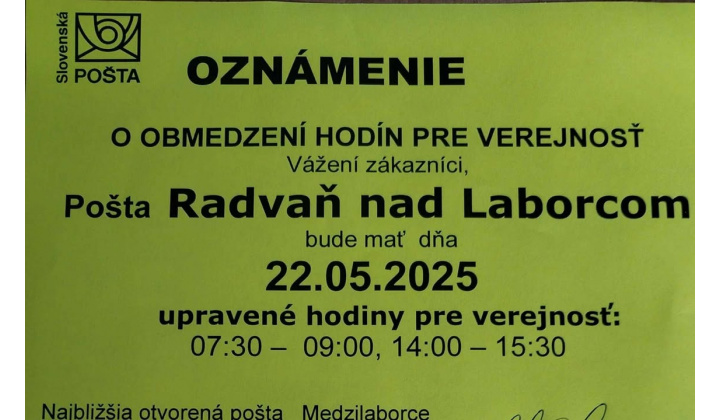 Slovenská
POŠTA
OZNÁMENIE
O OBMEDZENÍ HODÍN PRE VEREJNOSŤ
Vážení zákazníci,
Pošta Radvaň nad Laborcom
bude mať dňa
22.05.2025
upravené hodiny pre verejnosť:
07:30 – 09:00, 14:00 – 15:30
Najbližšia otvorená pošta Medzilaborce